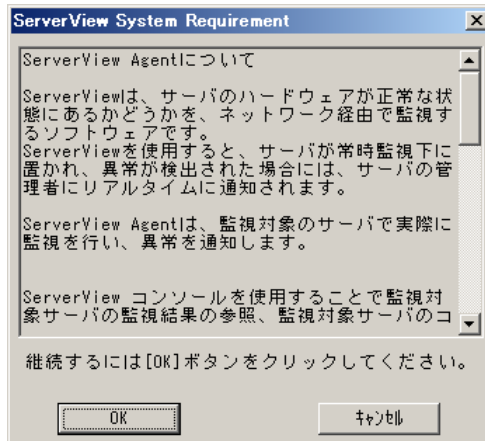 ServerView System Requirement
ServerView Agentについて
ServerViewは、サーバのハードウェアが正常な状
態にあるかどうかを、ネットワーク経由で監視す
るソフトウェアです。
ServerViewを使用すると、サーバが常時監視下に
置かれ、異常が検出された場合には、サーバの管
理者にリアルタイムに通知されます。
ServerView Agentは、監視対象のサーバで実際に
監視を行い、異常を通知します。
ServerView コンソールを使用することで監視対
象サーバの監視結果の参照、監視対象サーバのコ
継続するには[OK]ボタンをクリックしてください。
OK
ｷｬﾝｾﾙ